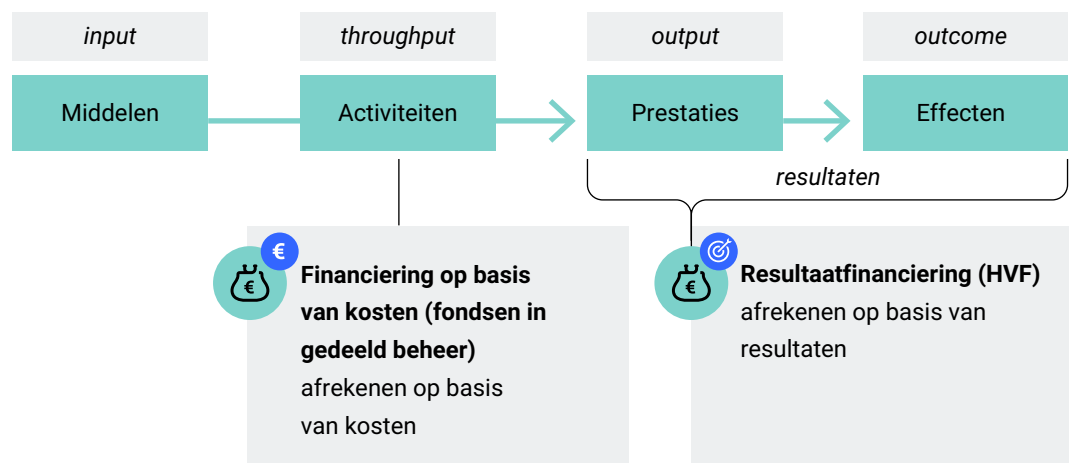 input
throughput
output
outcome
Middelen
Activiteiten
Prestaties
Effecten
resultaten
€
€
Financiering op basis
van kosten (fondsen in
gedeeld beheer)
afrekenen op basis
van kosten
€
Resultaatfinanciering (HVF)
afrekenen op basis van
resultaten